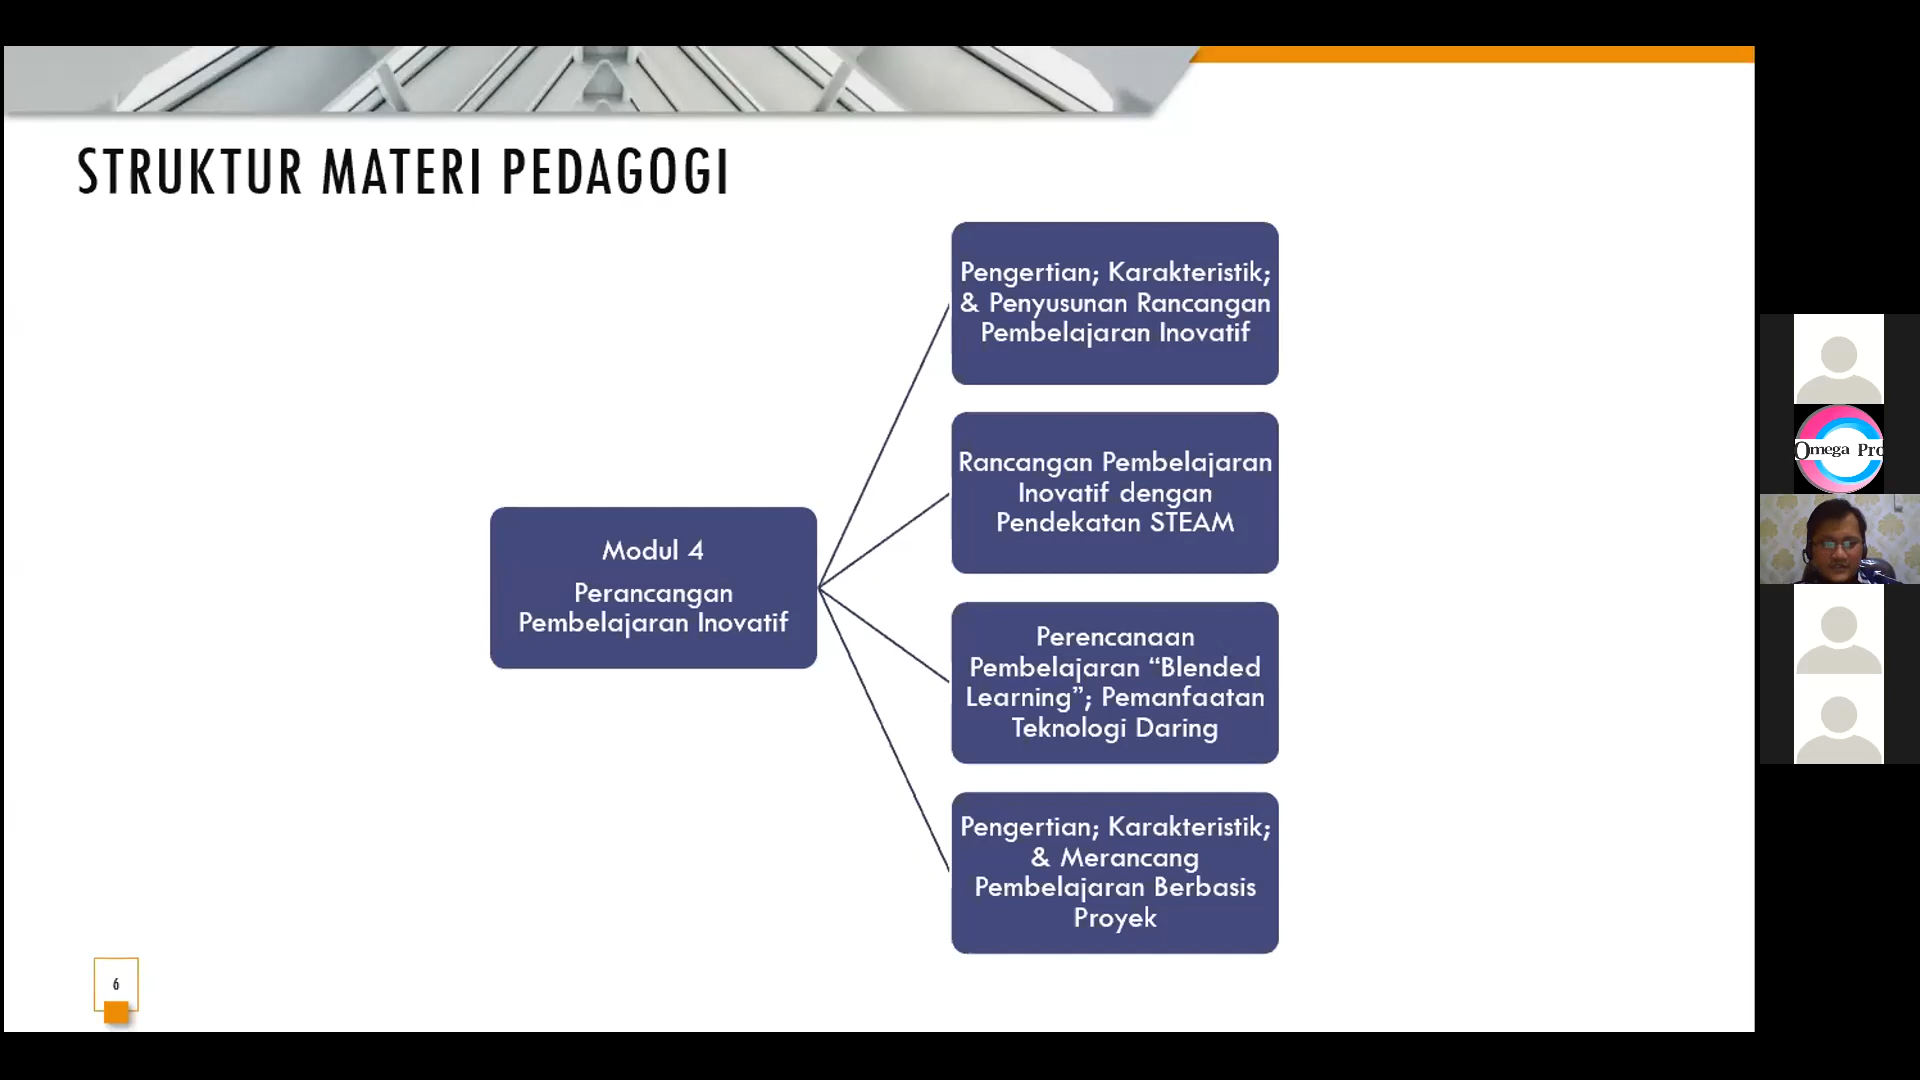 STRUKTUR MATERI PEDAGOGI
Modul 4
Perancangan
Pembelajaran Inovatif
Pengertian; Karakteristik;
& Penyusunan Rancangan
Pembelajaran Inovatif
Rancangan Pembelajaran
Inovatif dengan
Pendekatan STEAM
Perencanaan
Pembelajaran “Blended
Learning”; Pemanfaatan
Teknologi Daring
Pengertian; Karakteristik;
& Merancang
Pembelajaran Berbasis
Proyek
6
Omega Pro